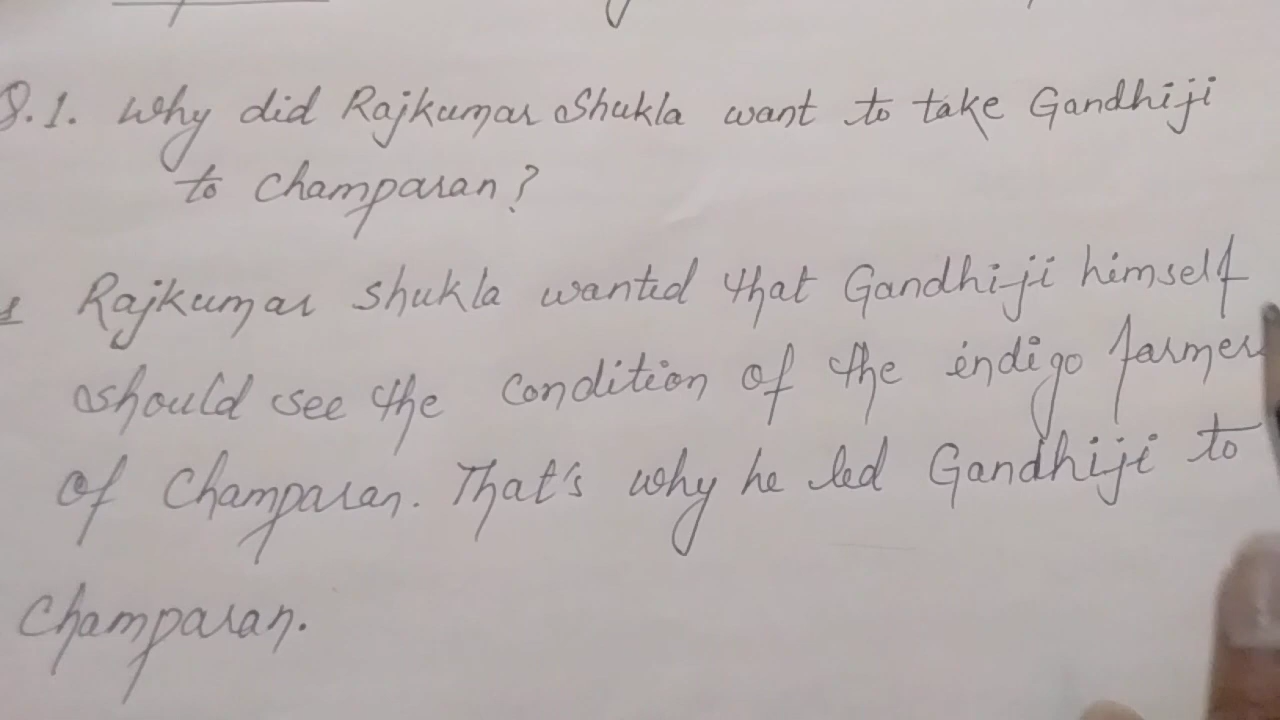 Q.1. Why did Rajkumar Shukla want to take Gandhiji
to Champaran?
Rajkumar Shukla wanted that Gandhiji himself
should see the condition of the indigo farmer
of Champaran. That's why he led Gandhiji to
Champaran.